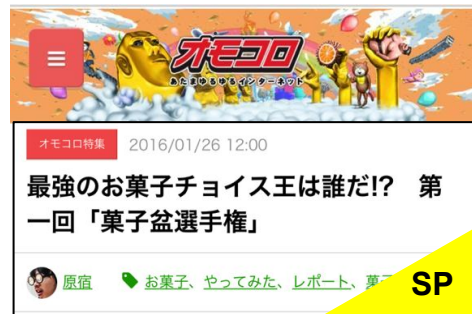 オモコロ
あたまゆるゆるインターネット
オモコロ特集 2016/01/26 12:00
最強のお菓子チョイス王は誰だ!? 第
一回「菓子盆選手権」
原宿 お菓子、やってみた、レポート、菓子
SP